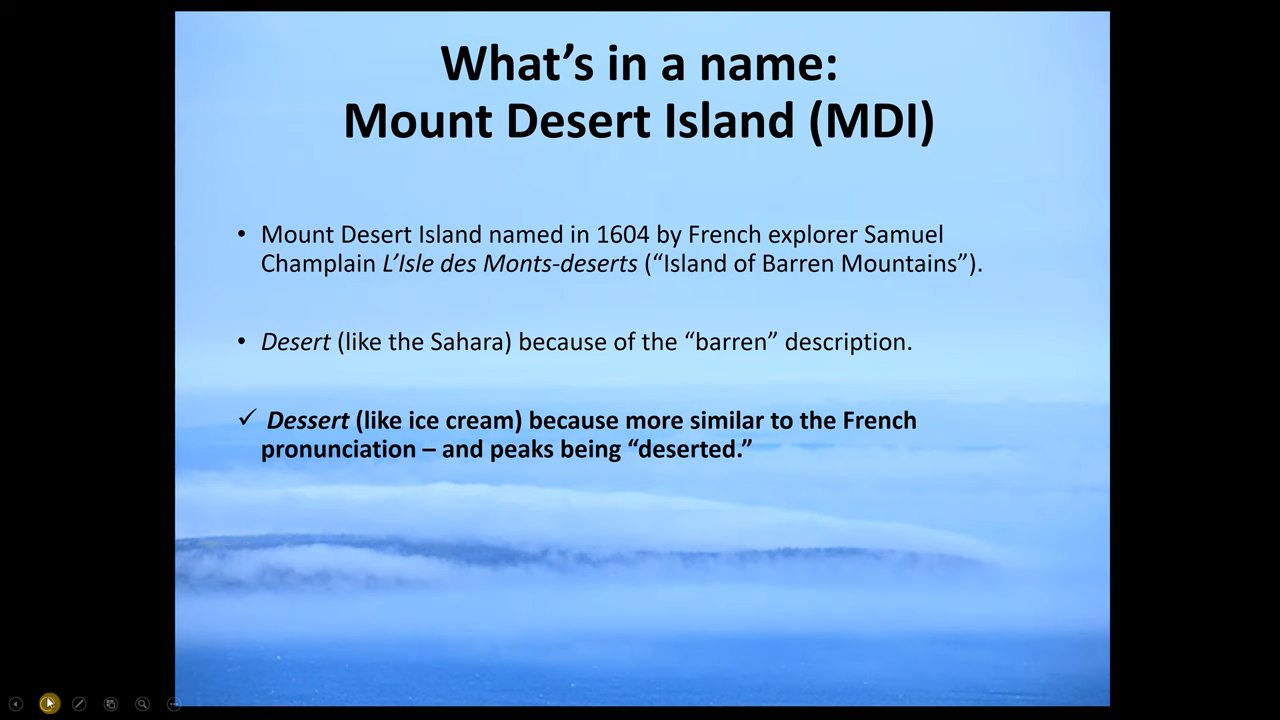 What’s in a name:
Mount Desert Island (MDI)
• Mount Desert Island named in 1604 by French explorer Samuel
Champlain L’Isle des Monts-deserts (“Island of Barren Mountains”).
• Desert (like the Sahara) because of the “barren” description.
✓ Dessert (like ice cream) because more similar to the French
pronunciation – and peaks being “deserted.”